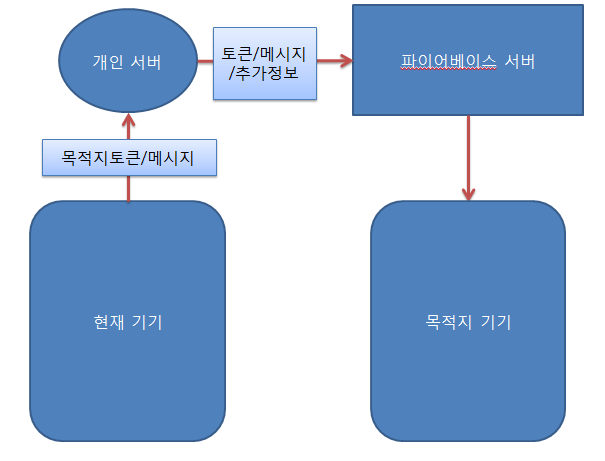 개인 서버
토큰/메시지
/추가정보
파이어베이스 서버
목적지토큰/메시지
현재 기기
목적지 기기